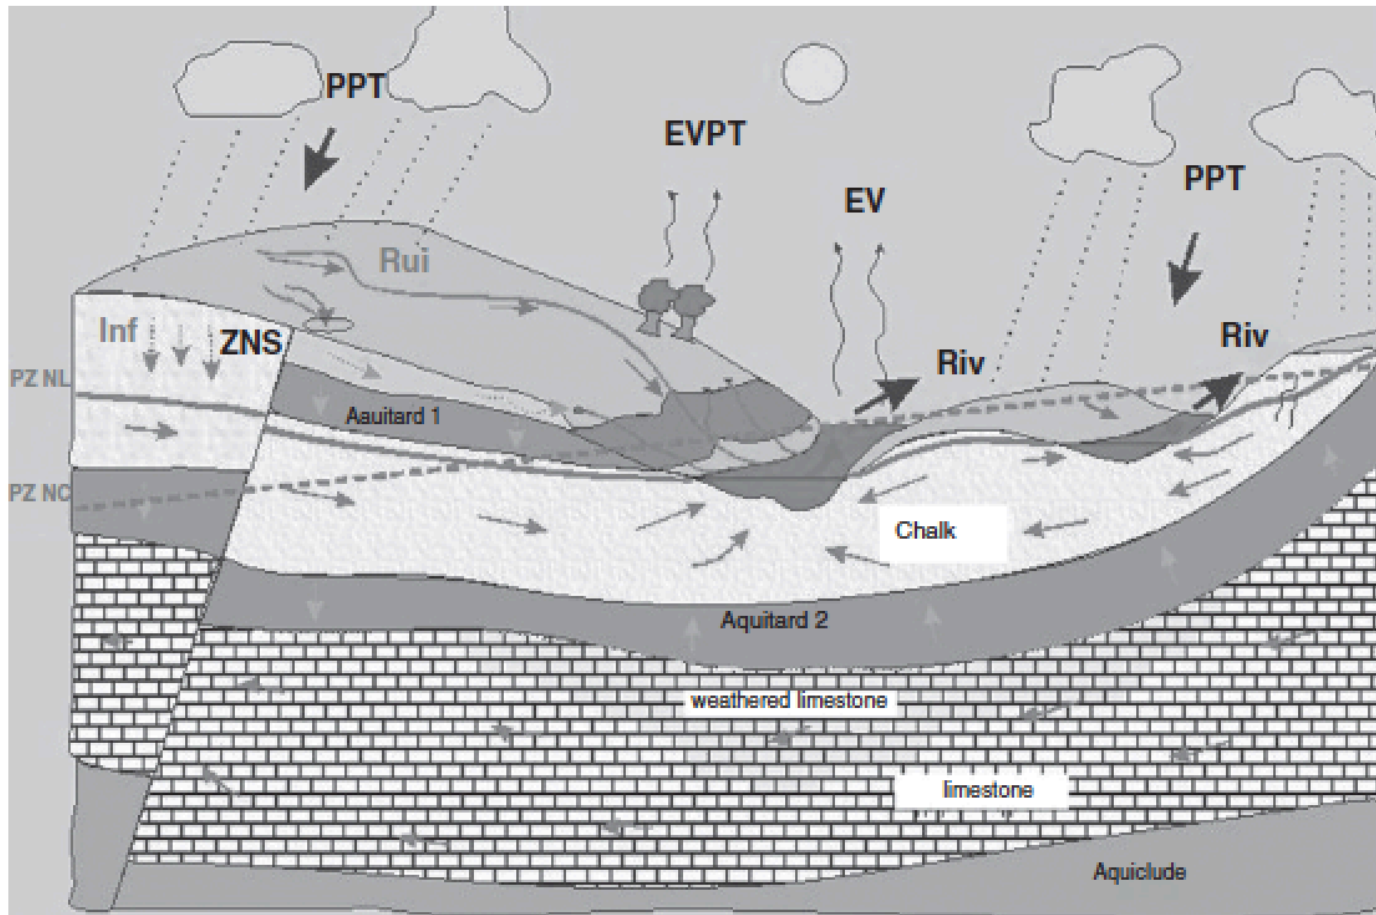 PPT
EVPT
EV
PPT
Rui
Inf
ZNS
Riv
Riv
PZ NL
Aauitard 1
PZ NC
Chalk
Aquitard 2
weathered limestone
limestone
Aquiclude